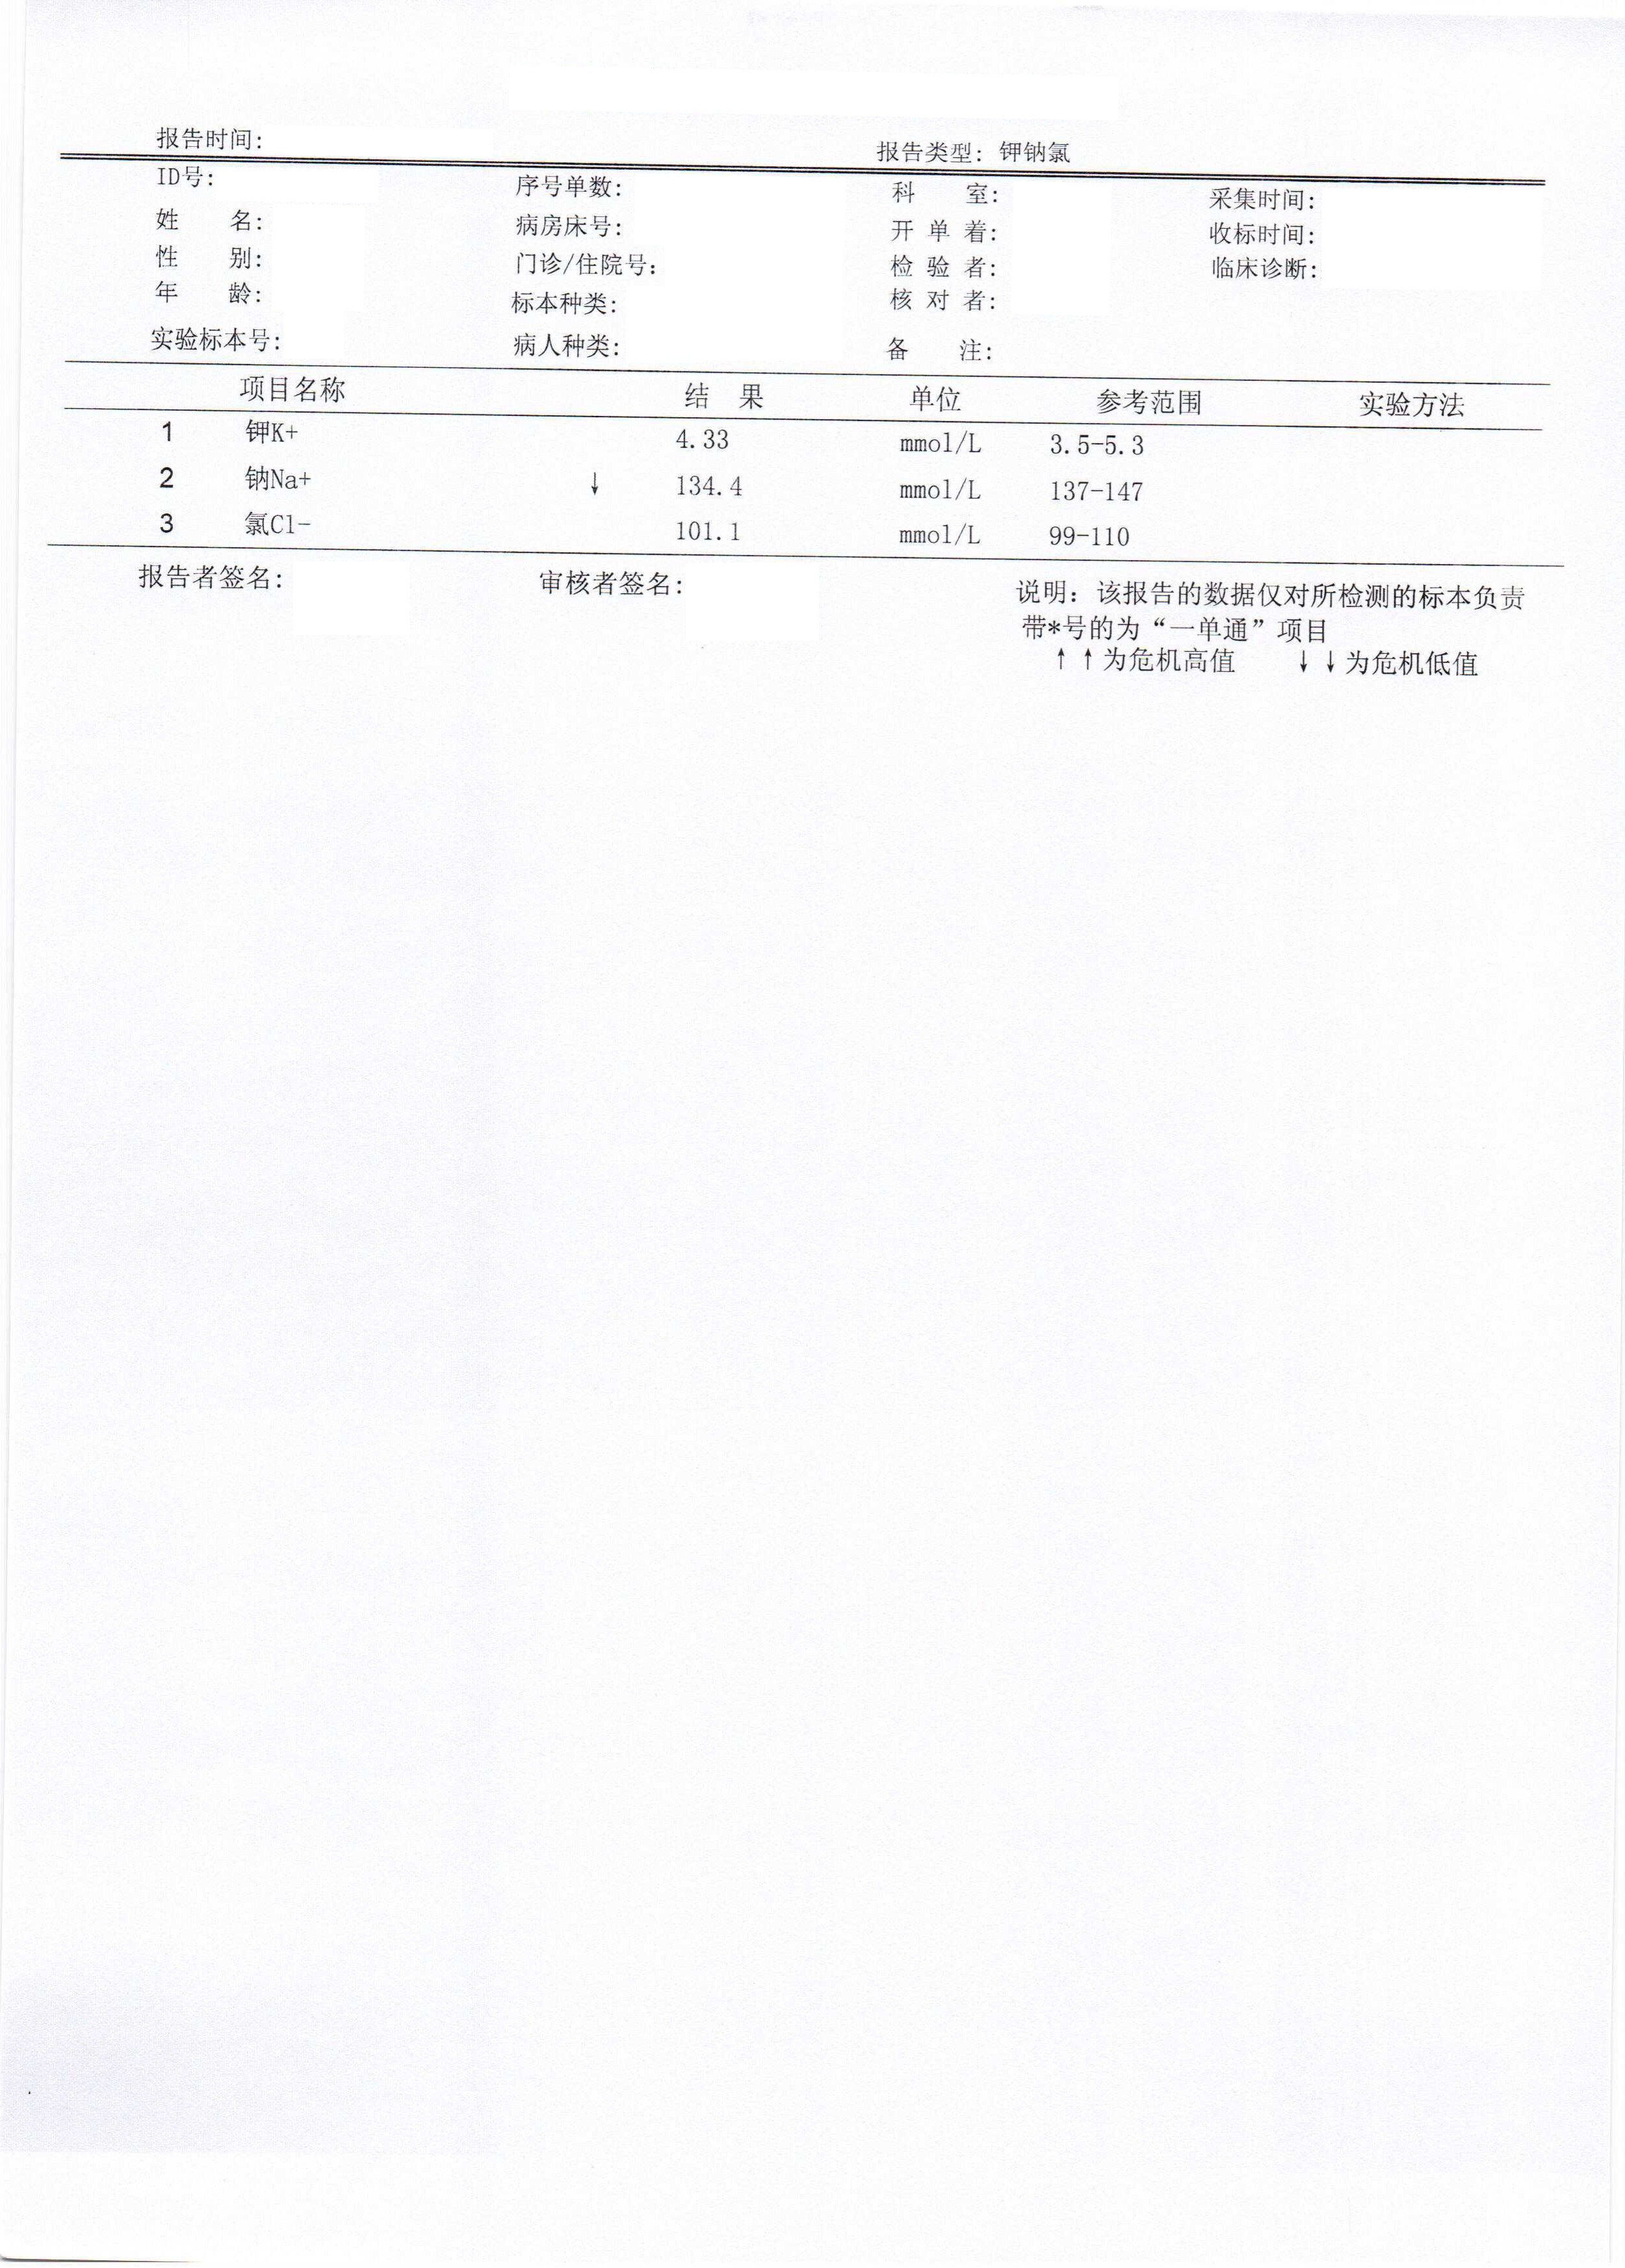 报告时间:
报告类型: 钾钠氯
ID号: 序号单数: 科 室: 采集时间:
姓 名: 病房床号: 开 单 着: 收标时间:
性 别: 门诊/住院号: 检 验 者: 临床诊断:
年 龄: 标本种类: 核 对 者:
实验标本号: 病人种类: 备 注:
项目名称 结 果 单位 参考范围 实验方法
1 钾K+ 4.33 mmol/L 3.5-5.3
2 钠Na+ ↓ 134.4 mmol/L 137-147
3 氯Cl- 101.1 mmol/L 99-110
报告者签名: 审核者签名: 说明: 该报告的数据仅对所检测的标本负责
带*号的为“一单通”项目
↑↑为危机高值 ↓↓为危机低值